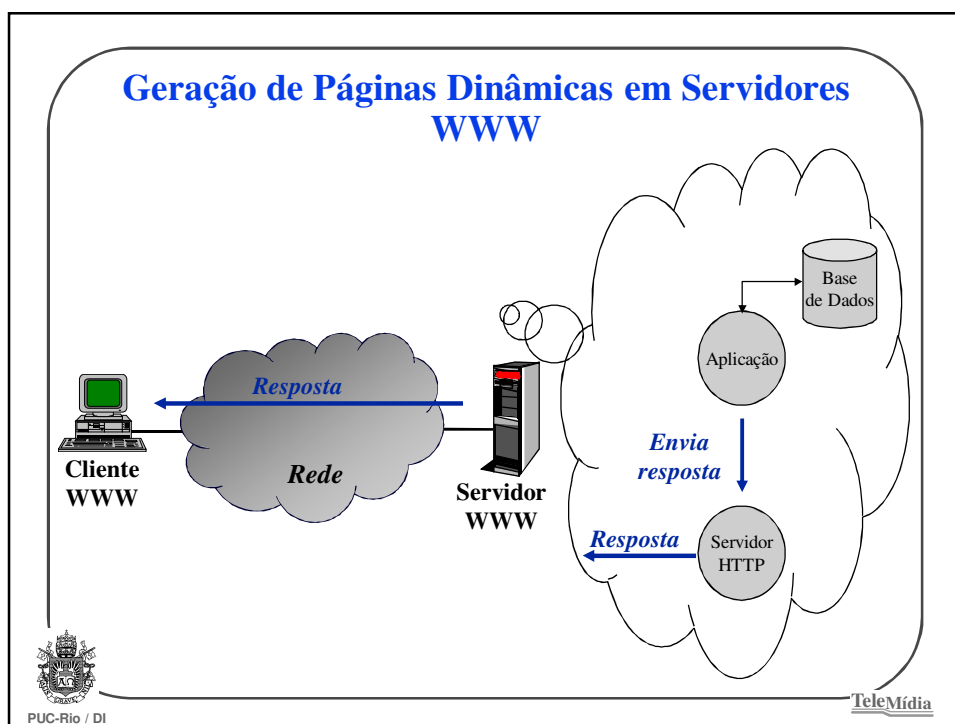 Geração de Páginas Dinâmicas em Servidores
WWW
Base
de Dados
Aplicação
Resposta
Envia
resposta
Cliente
WWW
Rede
Servidor
WWW
Resposta
Servidor
HTTP
PUC-Rio / DI
TeleMídia